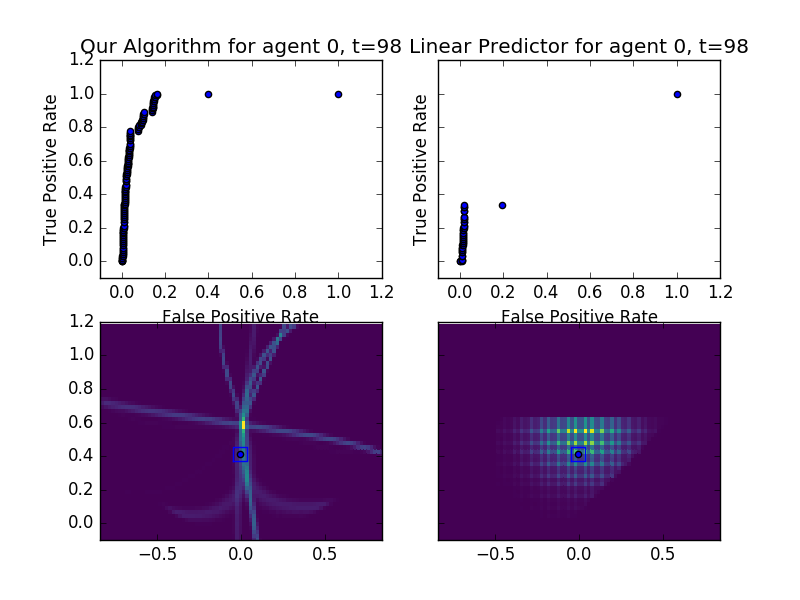 Our Algorithm for agent 0, t=98
Linear Predictor for agent 0, t=98
1.2
1.0
0.8
0.6
0.4
0.2
0.0
True Positive Rate
0.0 0.2 0.4 0.6 0.8 1.0 1.2
False Positive Rate
True Positive Rate
0.0 0.2 0.4 0.6 0.8 1.0 1.2
False Positive Rate
1.2
1.0
0.8
0.6
0.4
0.2
0.0
−0.5 0.0 0.5
−0.5 0.0 0.5